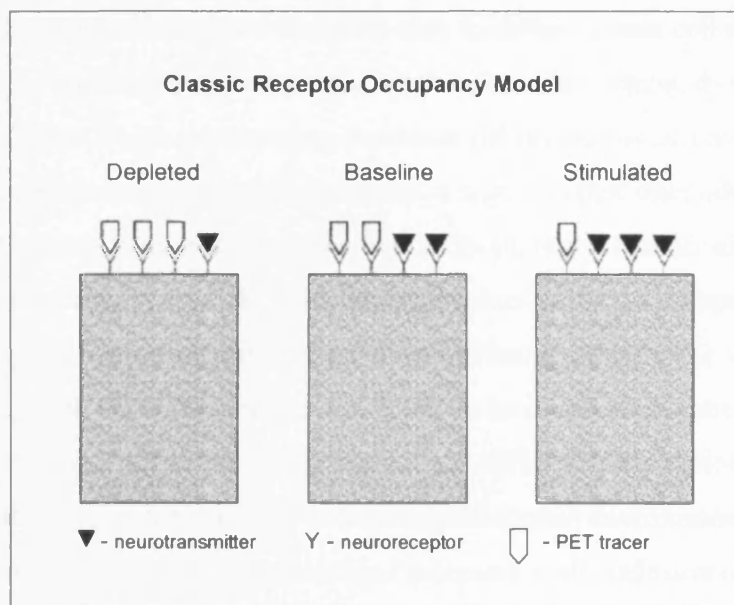 Classic Receptor Occupancy Model
Depleted Baseline Stimulated
- neurotransmitter Y - neuroreceptor - PET tracer